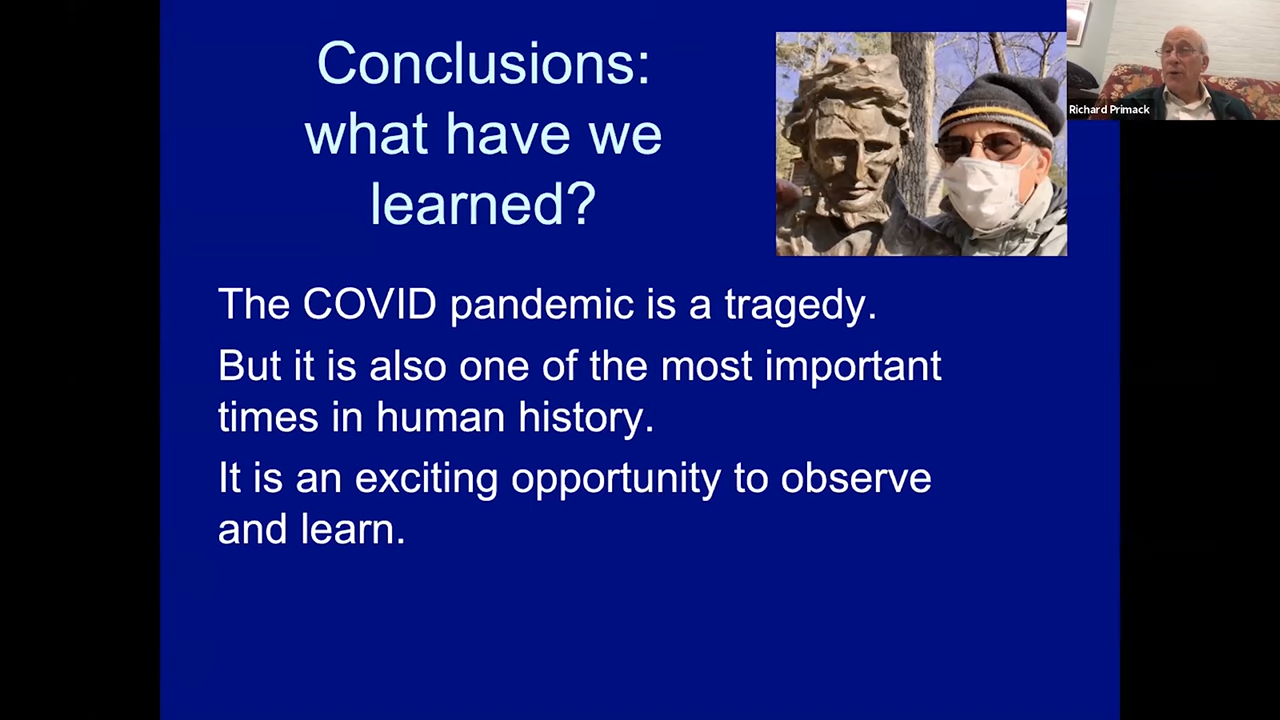 Conclusions:
what have we
learned?
Richard Primack
The COVID pandemic is a tragedy.
But it is also one of the most important
times in human history.
It is an exciting opportunity to observe
and learn.